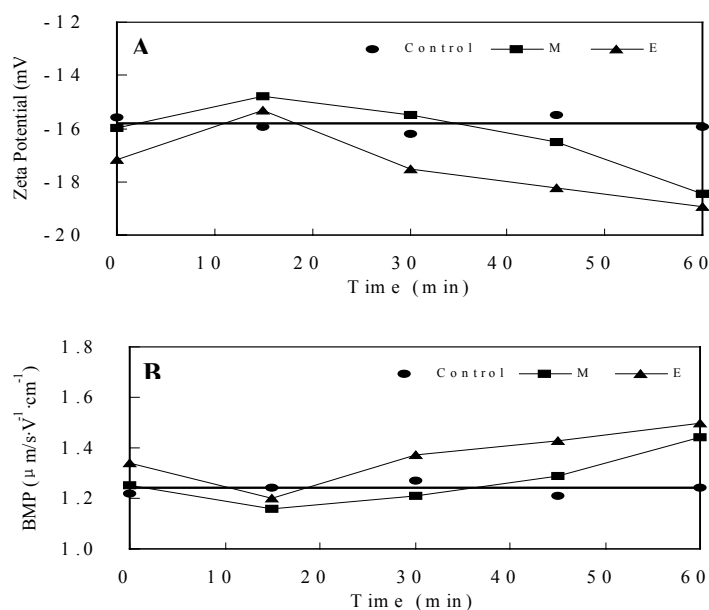 -12
A
Control M E
-14
-16
-18
-20
Zeta Potential (mV
0 10 20 30 40 50 60
Time (min)
1.8
B
Control M E
1.6
1.4
1.2
1.0
BMP (μm/s·V⁻¹·cm⁻¹)
0 10 20 30 40 50 60
Time (min)